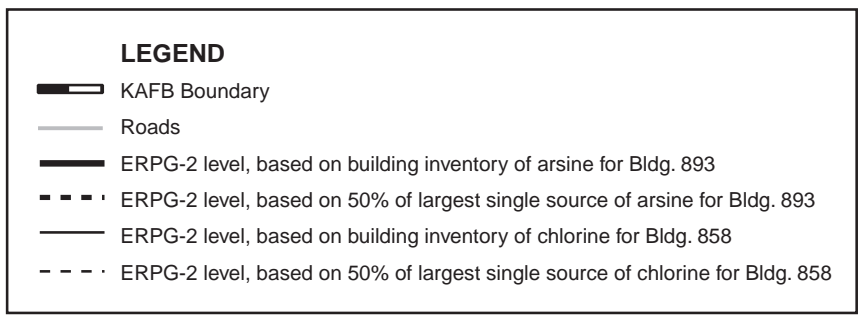 LEGEND
KAFB Boundary
Roads
ERPG-2 level, based on building inventory of arsine for Bldg. 893
ERPG-2 level, based on 50% of largest single source of arsine for Bldg. 893
ERPG-2 level, based on building inventory of chlorine for Bldg. 858
ERPG-2 level, based on 50% of largest single source of chlorine for Bldg. 858